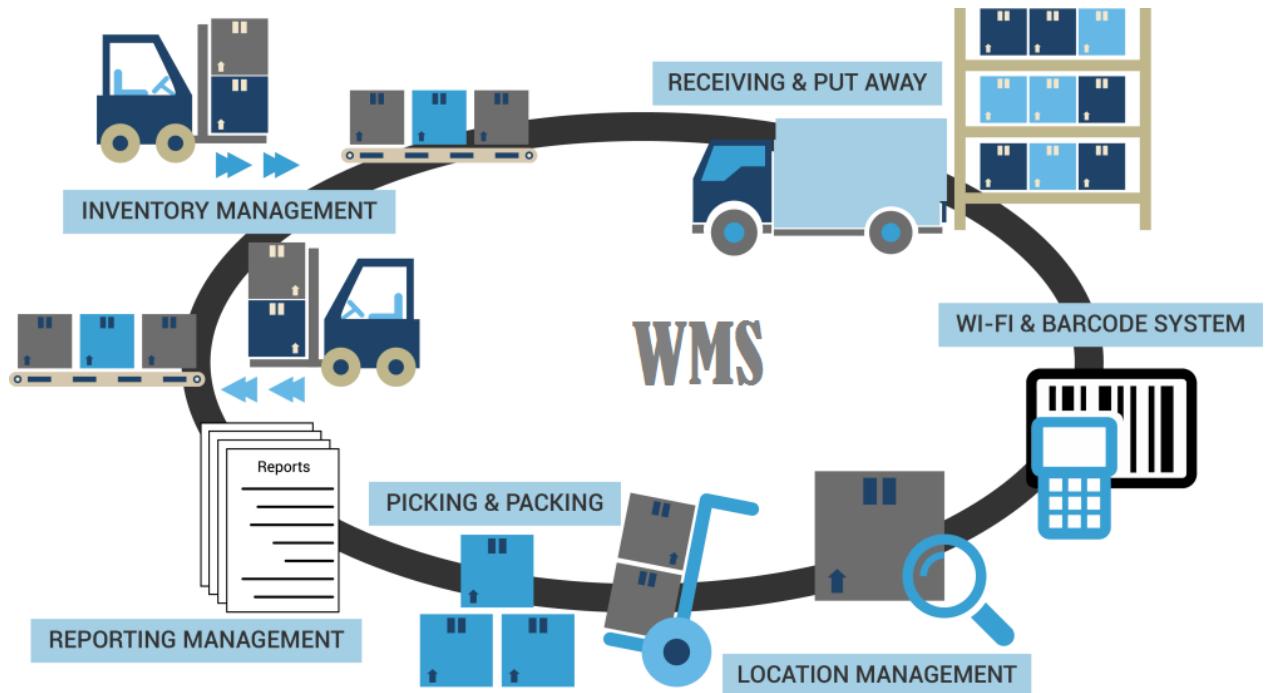 RECEIVING & PUT AWAY
INVENTORY MANAGEMENT
WI-FI & BARCODE SYSTEM
WMS
Reports
PICKING & PACKING
REPORTING MANAGEMENT
LOCATION MANAGEMENT